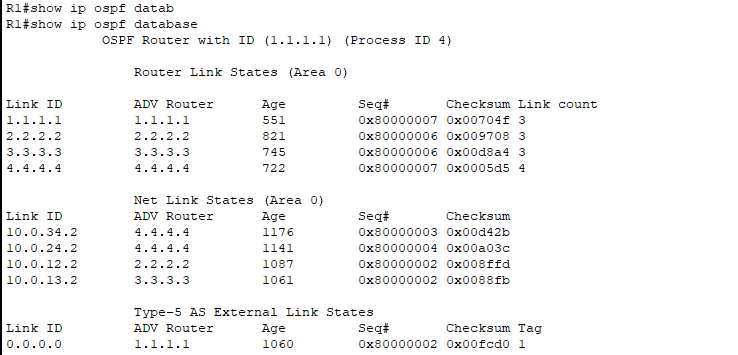 R1#show ip ospf datab
R1#show ip ospf database
OSPF Router with ID (1.1.1.1) (Process ID 4)
Router Link States (Area 0)
Link ID ADV Router Age Seq# Checksum Link count
1.1.1.1 1.1.1.1 551 0x80000007 0x00704f 3
2.2.2.2 2.2.2.2 821 0x80000006 0x009708 3
3.3.3.3 3.3.3.3 745 0x80000006 0x00d8a4 3
4.4.4.4 4.4.4.4 722 0x80000007 0x0005d5 4
Net Link States (Area 0)
Link ID ADV Router Age Seq# Checksum
10.0.34.2 4.4.4.4 1176 0x80000003 0x00d42b
10.0.24.2 4.4.4.4 1141 0x80000004 0x00a03c
10.0.12.2 2.2.2.2 1087 0x80000002 0x008ffd
10.0.13.2 3.3.3.3 1061 0x80000002 0x0088fb
Type-5 AS External Link States
Link ID ADV Router Age Seq# Checksum Tag
0.0.0.0 1.1.1.1 1060 0x80000002 0x00fcd0 1